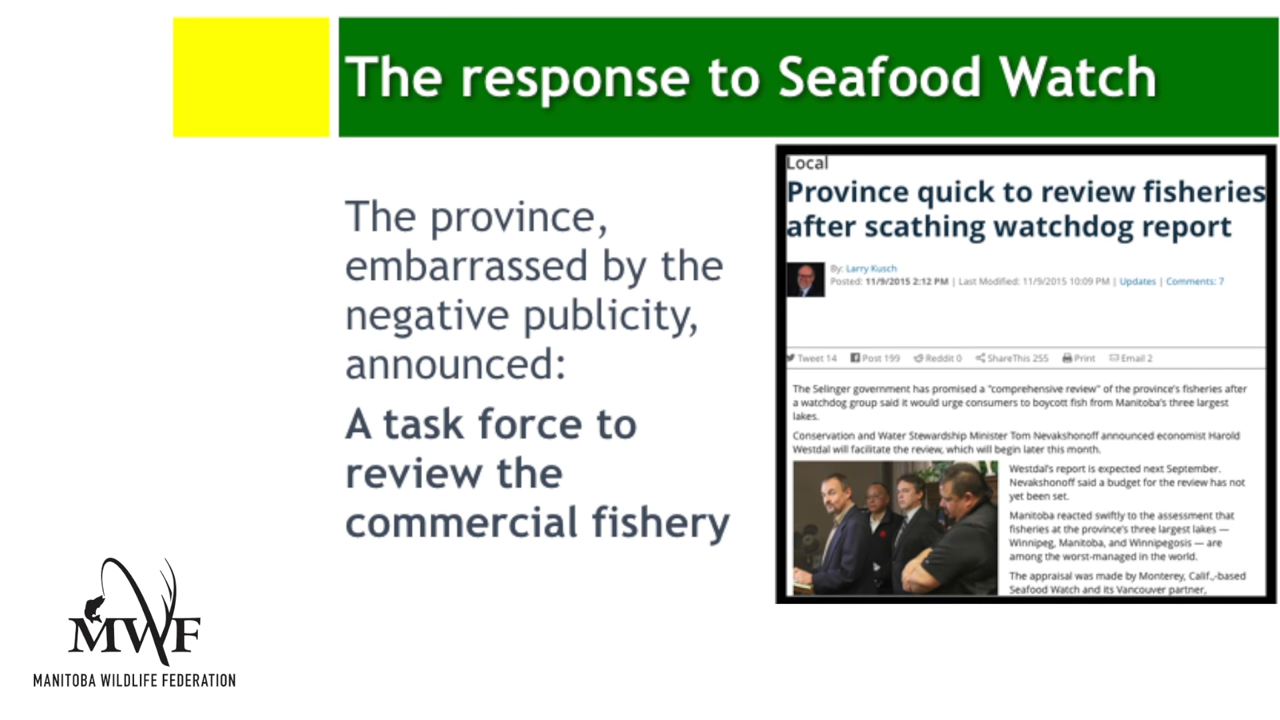 The response to Seafood Watch
The province,
embarrassed by the
negative publicity,
announced:
A task force to
review the
commercial fishery
Local
Province quick to review fisheries
after scathing watchdog report
By: Larry Kusch
Posted: 11/9/2015 2:12 PM | Last Modified: 11/9/2015 10:09 PM | Updates | Comments: 7
Tweet 14 Post 199 Reddit 0 ShareThis 255 Print Email 2
The Selinger government has promised a "comprehensive review" of the province's fisheries after
a watchdog group said it would urge consumers to boycott fish from Manitoba's three largest
lakes.
Conservation and Water Stewardship Minister Tom Nevakshonoff announced economist Harold
Westdal will facilitate the review, which will begin later this month.
Westdal's report is expected next September.
Nevakshonoff said a budget for the review has not
yet been set.
Manitoba reacted swiftly to the assessment that
fisheries at the province's three largest lakes —
Winnipeg, Manitoba, and Winnipegosis — are
among the worst-managed in the world.
The appraisal was made by Monterey, Calif.,-based
Seafood Watch and its Vancouver partner,
MWF
MANITOBA WILDLIFE FEDERATION